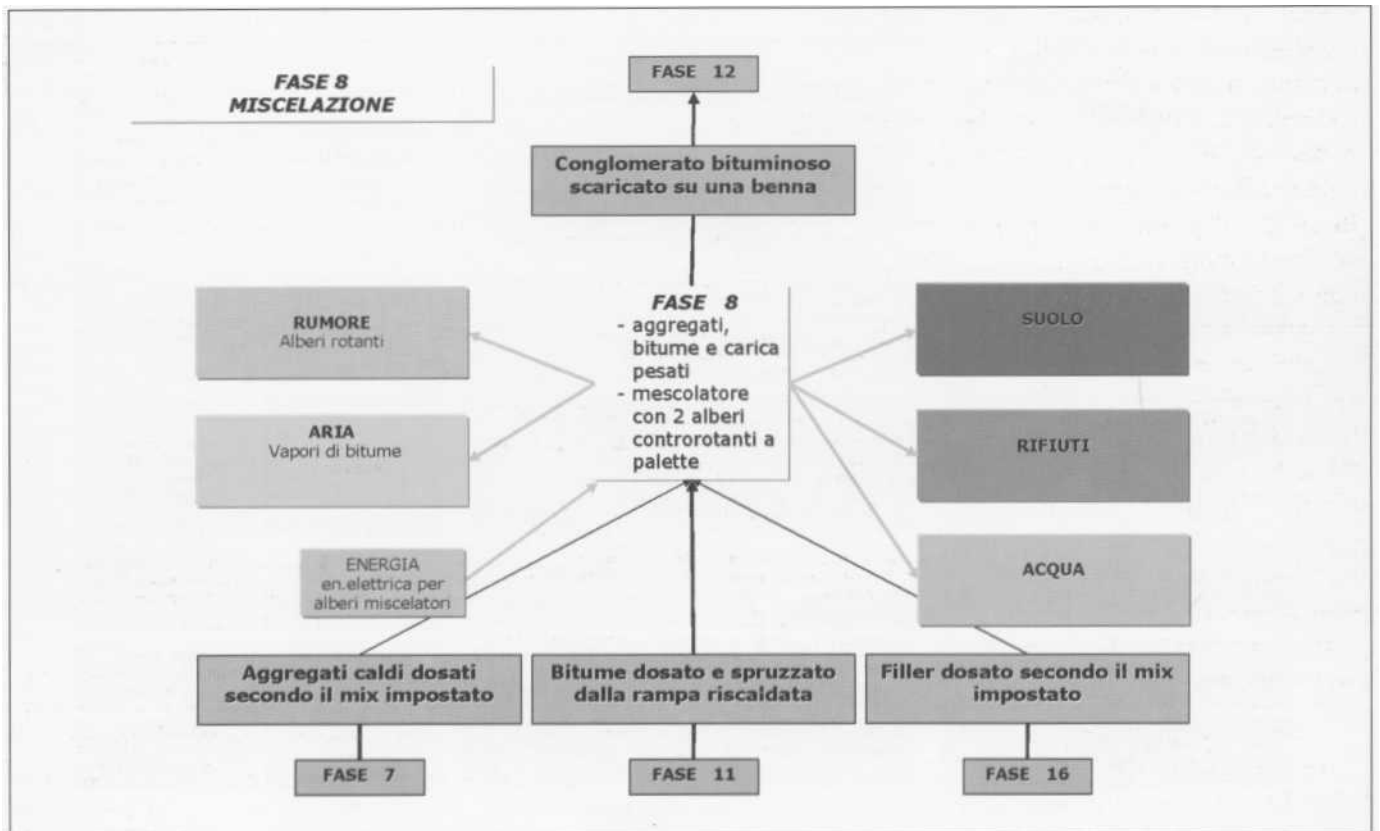 FASE 8
MISCELAZIONE
FASE 12
Conglomerato bituminoso
scaricato su una benna
RUMORE
Alberi rotanti
ARIA
Vapori di bitume
ENERGIA
en.elettrica per
alberi miscelatori
FASE 8
- aggregati,
bitume e carica
pesati
- mescolatore
con 2 alberi
controrotanti a
palette
SUOLO
RIFIUTI
ACQUA
Aggregati caldi dosati
secondo il mix impostato
Bitume dosato e spruzzato
dalla rampa riscaldata
Filler dosato secondo il mix
impostato
FASE 7
FASE 11
FASE 16